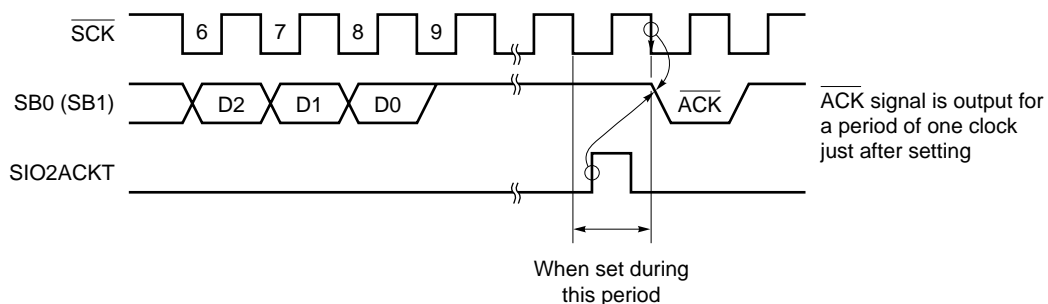 SCK
6 7 8 9
SB0 (SB1)
D2 D1 D0
ACK
ACK signal is output for
a period of one clock
just after setting
SIO2ACKT
When set during
this period